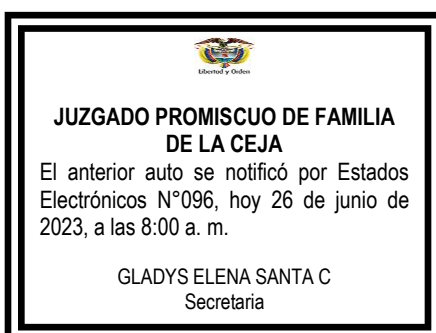 Libertad y Orden
JUZGADO PROMISCUO DE FAMILIA
DE LA CEJA
El anterior auto se notificó por Estados
Electrónicos N°096, hoy 26 de junio de
2023, a las 8:00 a. m.
GLADYS ELENA SANTA C
Secretaria